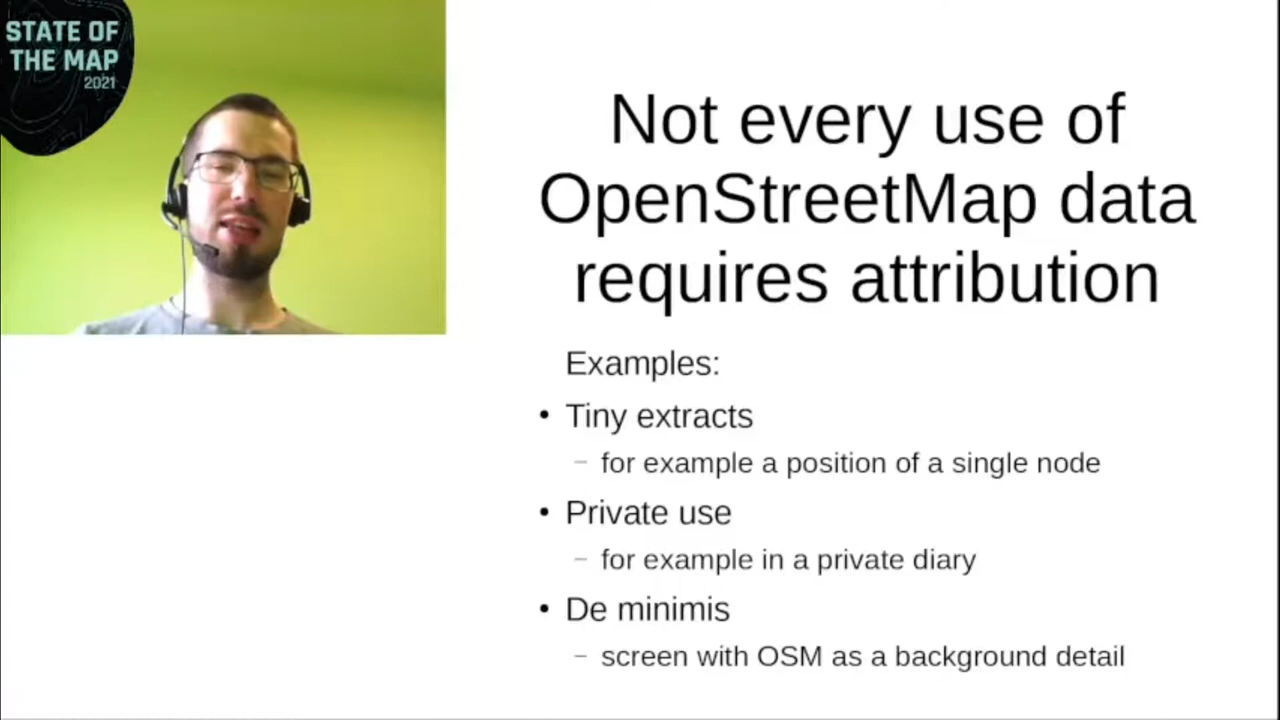 STATE OF
THE MAP
2021
Not every use of
OpenStreetMap data
requires attribution
Examples:
• Tiny extracts
– for example a position of a single node
• Private use
– for example in a private diary
• De minimis
– screen with OSM as a background detail